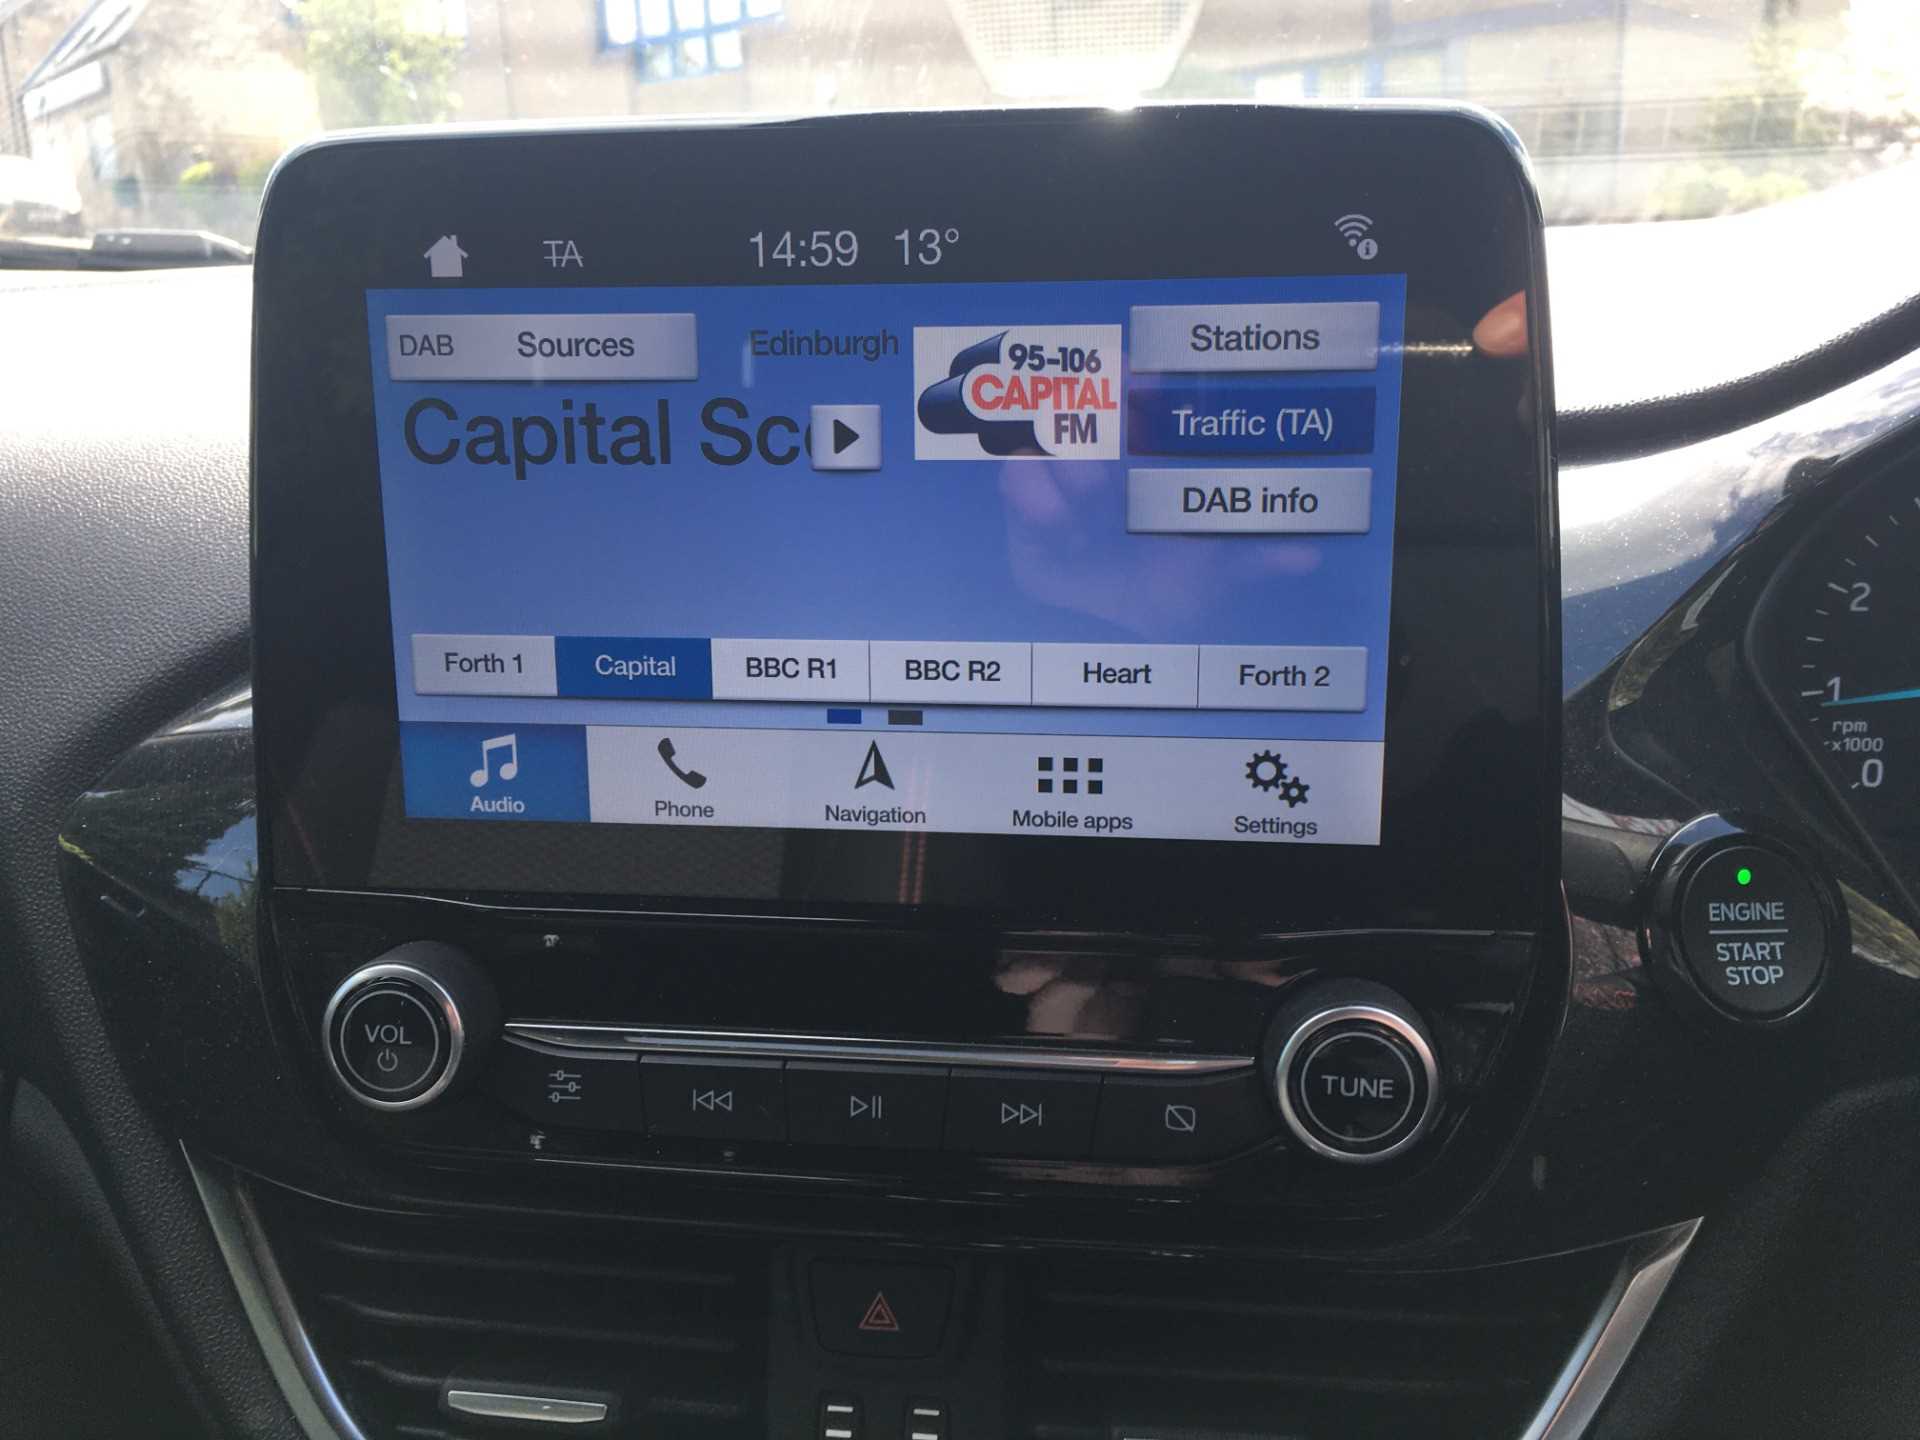 TA 14:59 13°
DAB Sources Edinburgh Stations
95-106
CAPITAL
FM
Capital Sc
Traffic (TA)
DAB info
Forth 1 Capital BBC R1 BBC R2 Heart Forth 2
Audio Phone Navigation Mobile apps Settings
2
1
rpm
x1000
0
ENGINE
START
STOP
VOL
TUNE